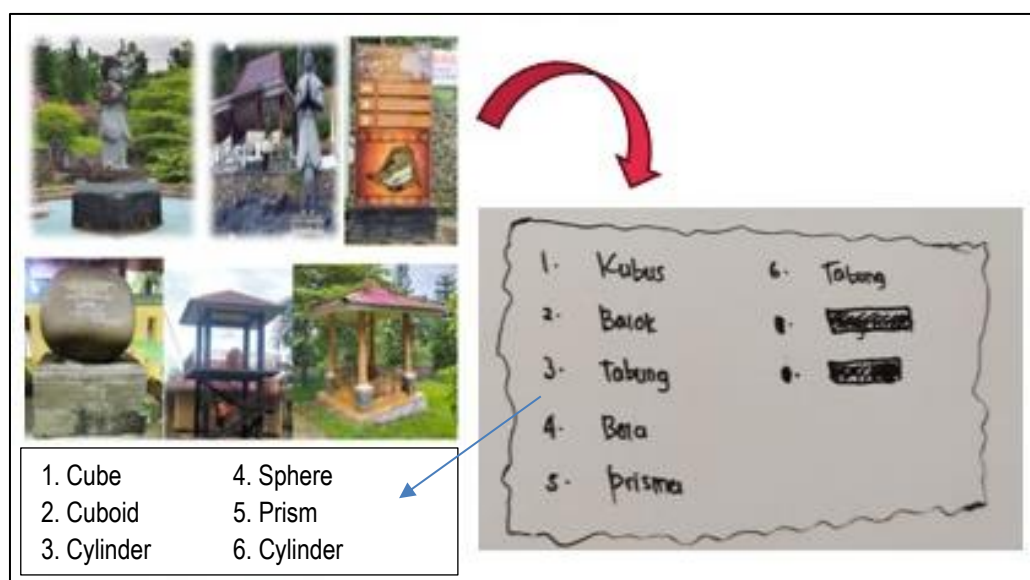 1. Kubus
2. Balok
3. Tabung
4. Bola
5. prisma
6. Tabung
1. Cube
2. Cuboid
3. Cylinder
4. Sphere
5. Prism
6. Cylinder